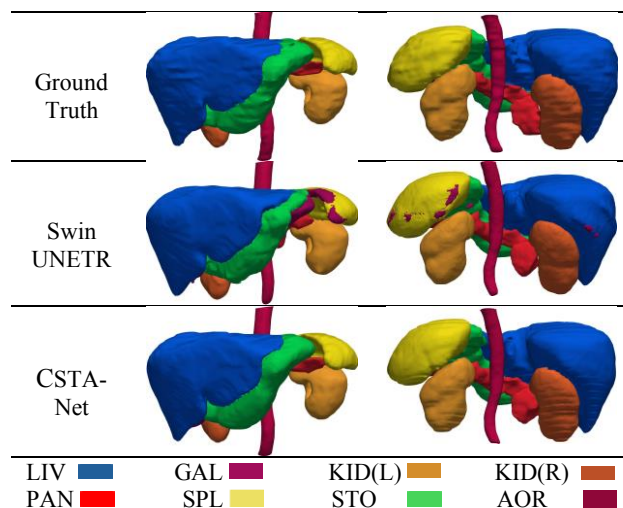 Ground
Truth
Swin
UNETR
CSTA-
Net
LIV GAL KID(L) KID(R)
PAN SPL STO AOR